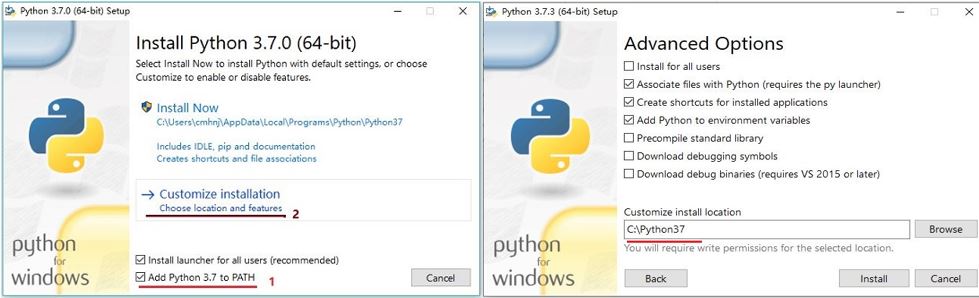 Python 3.7.0 (64-bit) Setup
Install Python 3.7.0 (64-bit)
Select Install Now to install Python with default settings, or choose
Customize to enable or disable features.
Install Now
C:\Users\cmhnj\AppData\Local\Programs\Python\Python37
Includes IDLE, pip and documentation
Creates shortcuts and file associations
Customize installation
Choose location and features
2
Install launcher for all users (recommended)
Add Python 3.7 to PATH
1
Cancel
python
for
windows
Python 3.7.3 (64-bit) Setup
Advanced Options
Install for all users
Associate files with Python (requires the py launcher)
Create shortcuts for installed applications
Add Python to environment variables
Precompile standard library
Download debugging symbols
Download debug binaries (requires VS 2015 or later)
Customize install location
C:\Python37
Browse
You will require write permissions for the selected location.
Back
Install
Cancel
python
for
windows